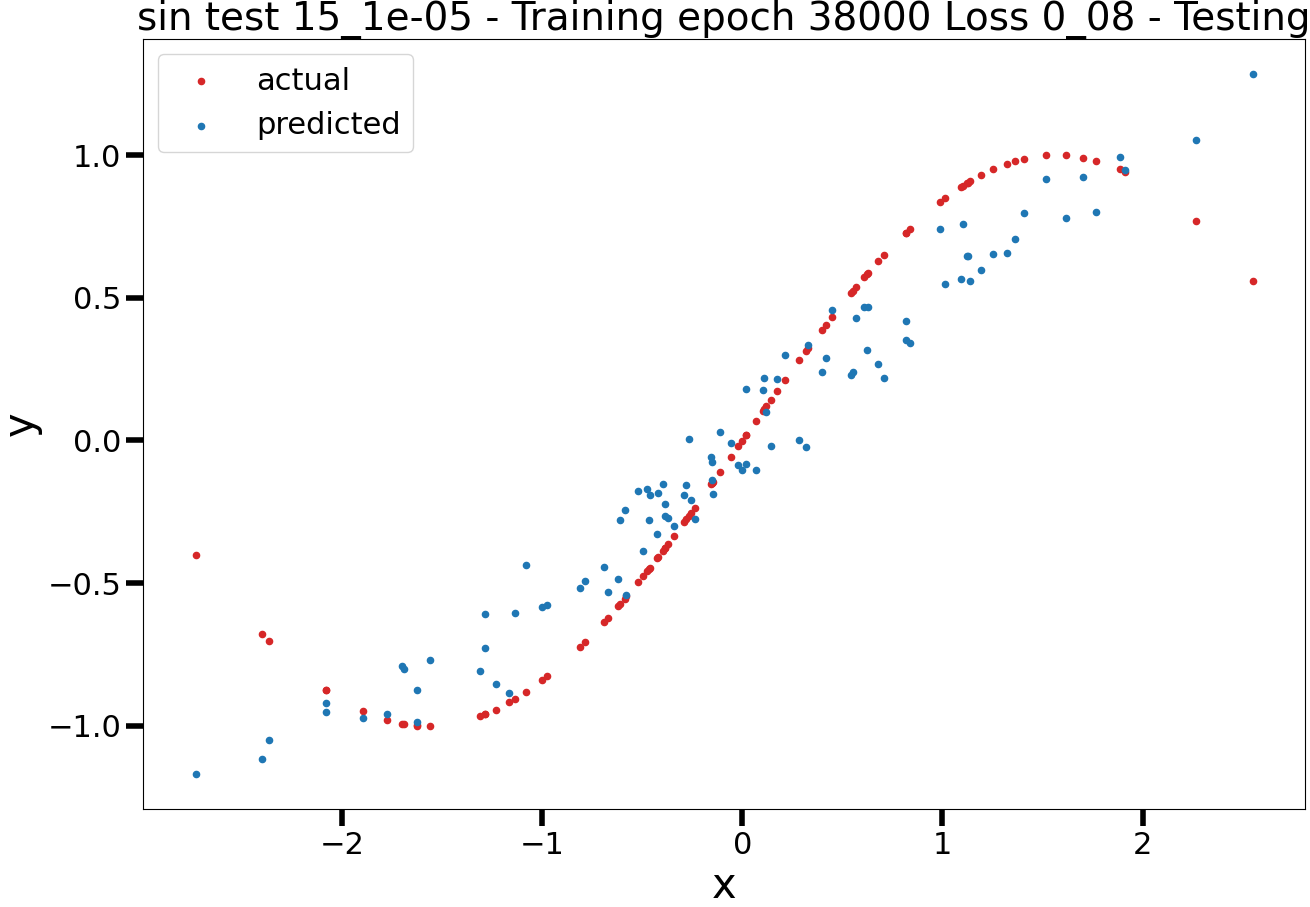 sin test 15_1e-05 - Training epoch 38000 Loss 0_08 - Testing
actual
predicted
1.0
0.5
0.0
−0.5
−1.0
y
−2
−1
0
1
2
x